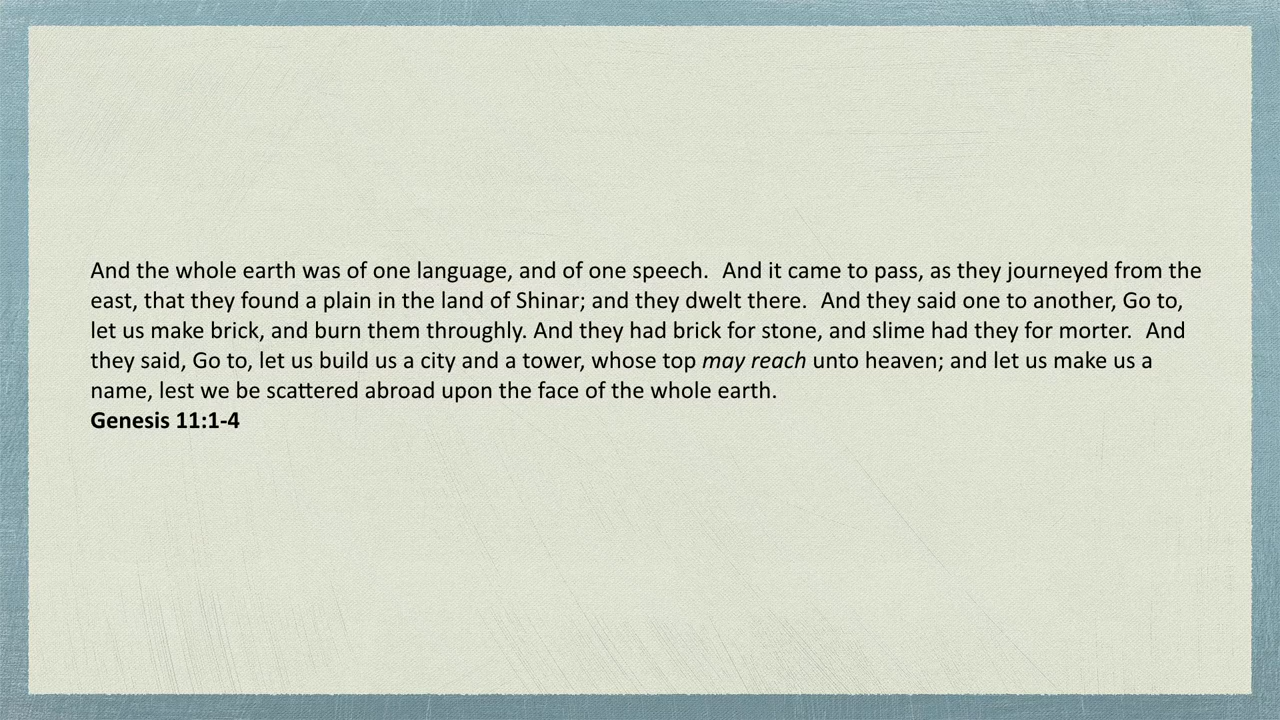 And the whole earth was of one language, and of one speech.  And it came to pass, as they journeyed from the
east, that they found a plain in the land of Shinar; and they dwelt there.  And they said one to another, Go to,
let us make brick, and burn them throughly. And they had brick for stone, and slime had they for morter.  And
they said, Go to, let us build us a city and a tower, whose top may reach unto heaven; and let us make us a
name, lest we be scattered abroad upon the face of the whole earth.
Genesis 11:1-4